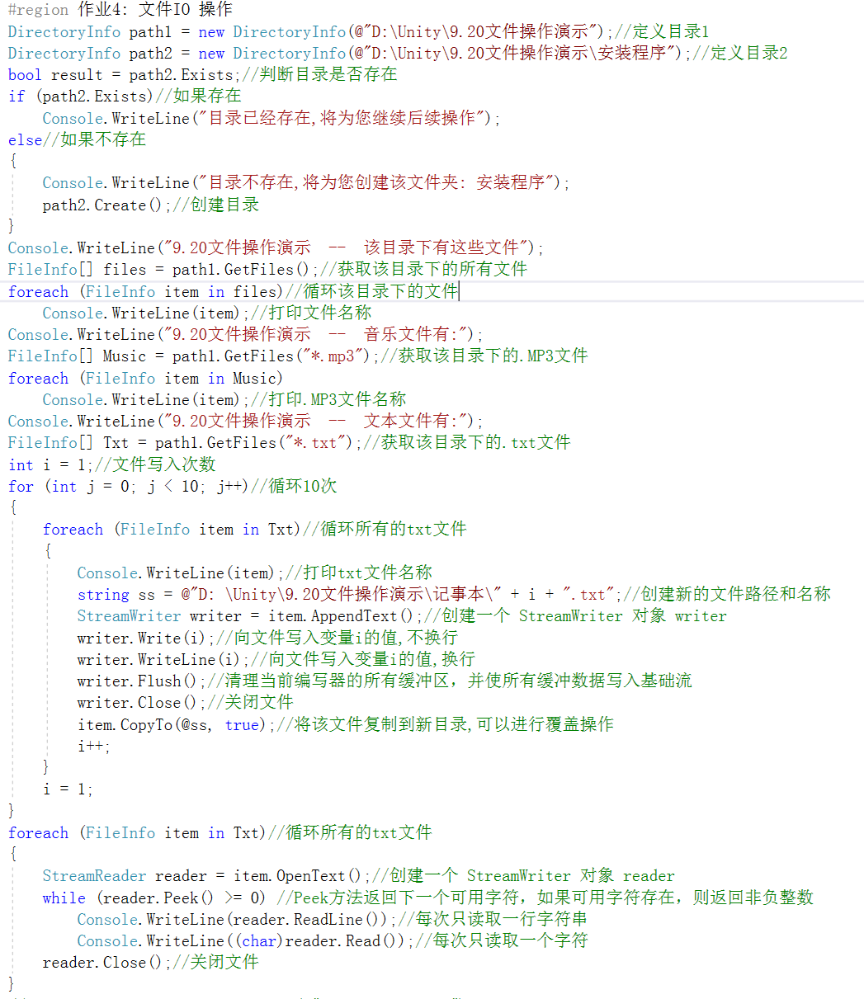 #region 作业4: 文件IO 操作
DirectoryInfo path1 = new DirectoryInfo(@"D:\Unity\9.20文件操作演示");//定义目录1
DirectoryInfo path2 = new DirectoryInfo(@"D:\Unity\9.20文件操作演示\安装程序");//定义目录2
bool result = path2.Exists;//判断目录是否存在
if (path2.Exists)//如果存在
    Console.WriteLine("目录已经存在,将为您继续后续操作");
else//如果不存在
{
    Console.WriteLine("目录不存在,将为您创建该文件夹: 安装程序");
    path2.Create();//创建目录
}
Console.WriteLine("9.20文件操作演示  --  该目录下有这些文件");
FileInfo[] files = path1.GetFiles();//获取该目录下的所有文件
foreach (FileInfo item in files)//循环该目录下的文件
    Console.WriteLine(item);//打印文件名称
Console.WriteLine("9.20文件操作演示  --  音乐文件有:");
FileInfo[] Music = path1.GetFiles("*.mp3");//获取该目录下的.MP3文件
foreach (FileInfo item in Music)
    Console.WriteLine(item);//打印.MP3文件名称
Console.WriteLine("9.20文件操作演示  --  文本文件有:");
FileInfo[] Txt = path1.GetFiles("*.txt");//获取该目录下的.txt文件
int i = 1;//文件写入次数
for (int j = 0; j < 10; j++)//循环10次
{
    foreach (FileInfo item in Txt)//循环所有的txt文件
    {
        Console.WriteLine(item);//打印txt文件名称
        string ss = @"D: \Unity\9.20文件操作演示\记事本\" + i + ".txt";//创建新的文件路径和名称
        StreamWriter writer = item.AppendText();//创建一个 StreamWriter 对象 writer
        writer.Write(i);//向文件写入变量i的值,不换行
        writer.WriteLine(i);//向文件写入变量i的值,换行
        writer.Flush();//清理当前编写器的所有缓冲区，并使所有缓冲数据写入基础流
        writer.Close();//关闭文件
        item.CopyTo(@ss, true);//将该文件复制到新目录,可以进行覆盖操作
        i++;
    }
    i = 1;
}
foreach (FileInfo item in Txt)//循环所有的txt文件
{
    StreamReader reader = item.OpenText();//创建一个 StreamWriter 对象 reader
    while (reader.Peek() >= 0) //Peek方法返回下一个可用字符，如果可用字符存在，则返回非负整数
        Console.WriteLine(reader.ReadLine());//每次只读取一行字符串
        Console.WriteLine((char)reader.Read());//每次只读取一个字符
    reader.Close();//关闭文件
}